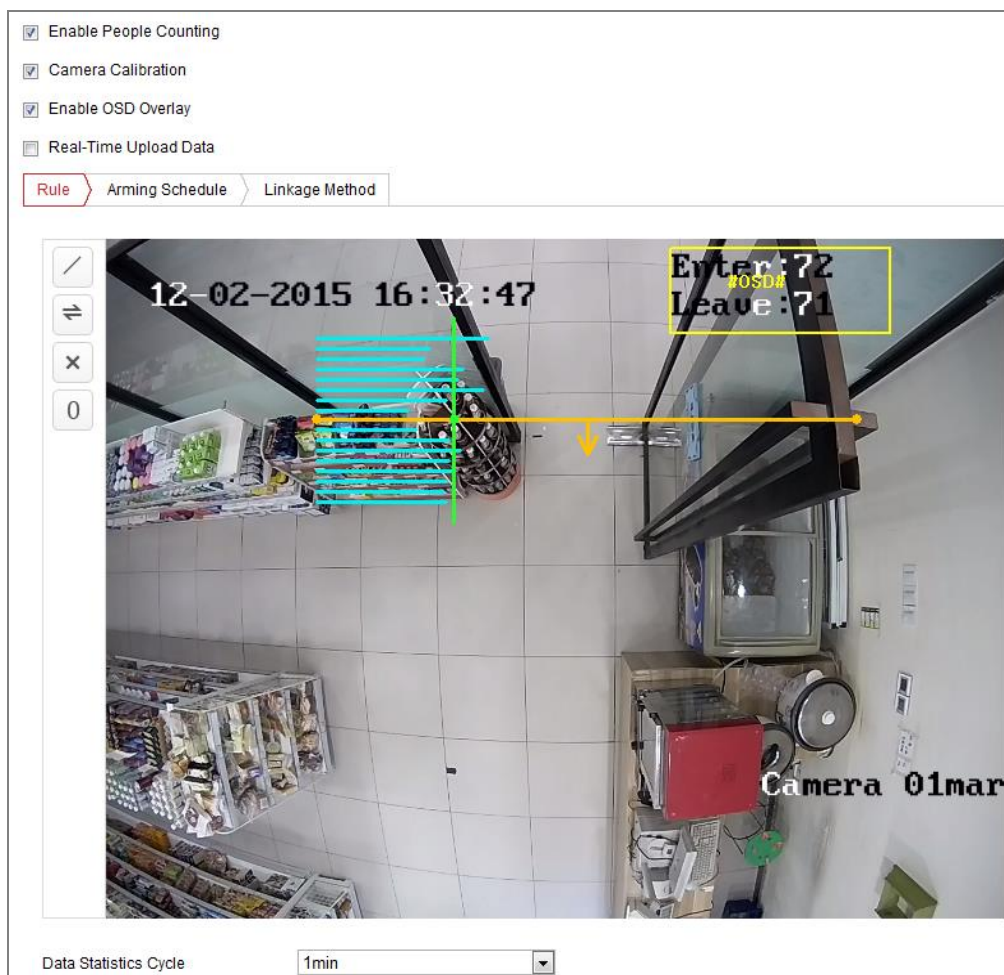 Enable People Counting
Camera Calibration
Enable OSD Overlay
Real-Time Upload Data
Rule Arming Schedule Linkage Method
12-02-2015 16:32:47
Enter:72
#OSD#
Leave:71
0
Camera 01mar
Data Statistics Cycle 1min